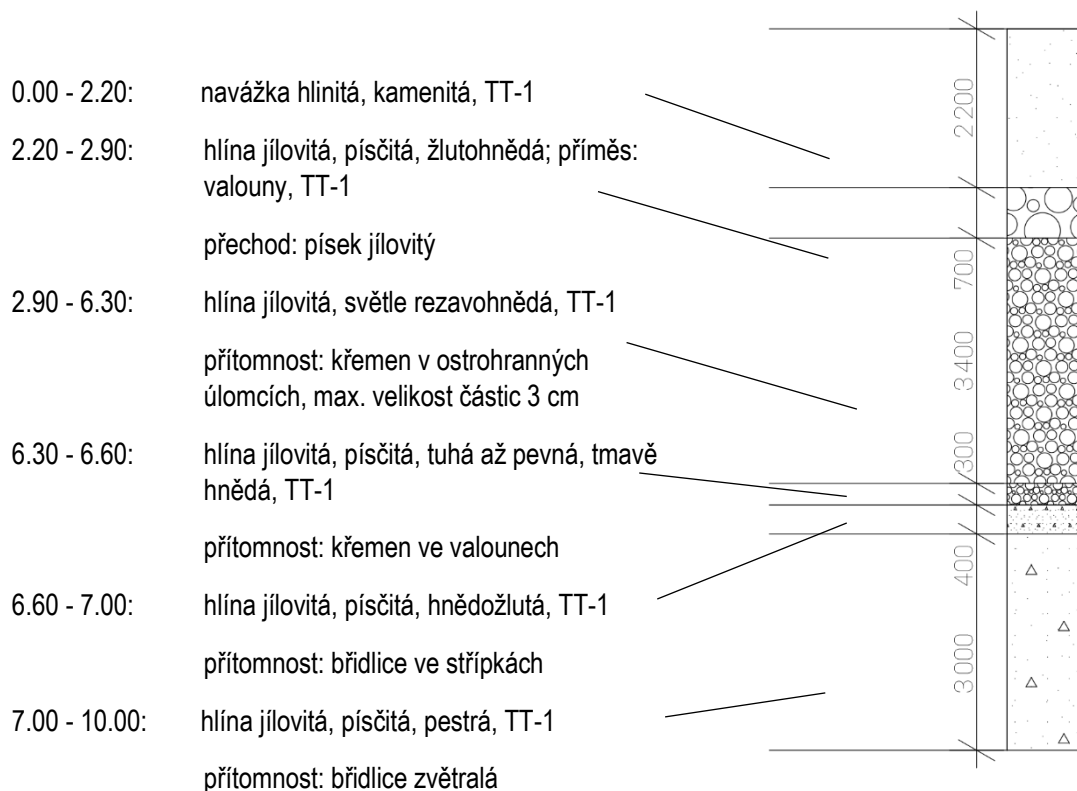 0.00 - 2.20: navážka hlinitá, kamenitá, TT-1
2.20 - 2.90: hlína jílovitá, písčitá, žlutohnědá; příměs:
valouny, TT-1
přechod: písek jílovitý
2.90 - 6.30: hlína jílovitá, světle rezavohnědá, TT-1
přítomnost: křemen v ostrohranných
úlomcích, max. velikost částic 3 cm
6.30 - 6.60: hlína jílovitá, písčitá, tuhá až pevná, tmavě
hnědá, TT-1
přítomnost: křemen ve valounech
6.60 - 7.00: hlína jílovitá, písčitá, hnědožlutá, TT-1
přítomnost: břidlice ve střípkách
7.00 - 10.00: hlína jílovitá, písčitá, pestrá, TT-1
přítomnost: břidlice zvětralá
2200
700
3400
300
400
3000